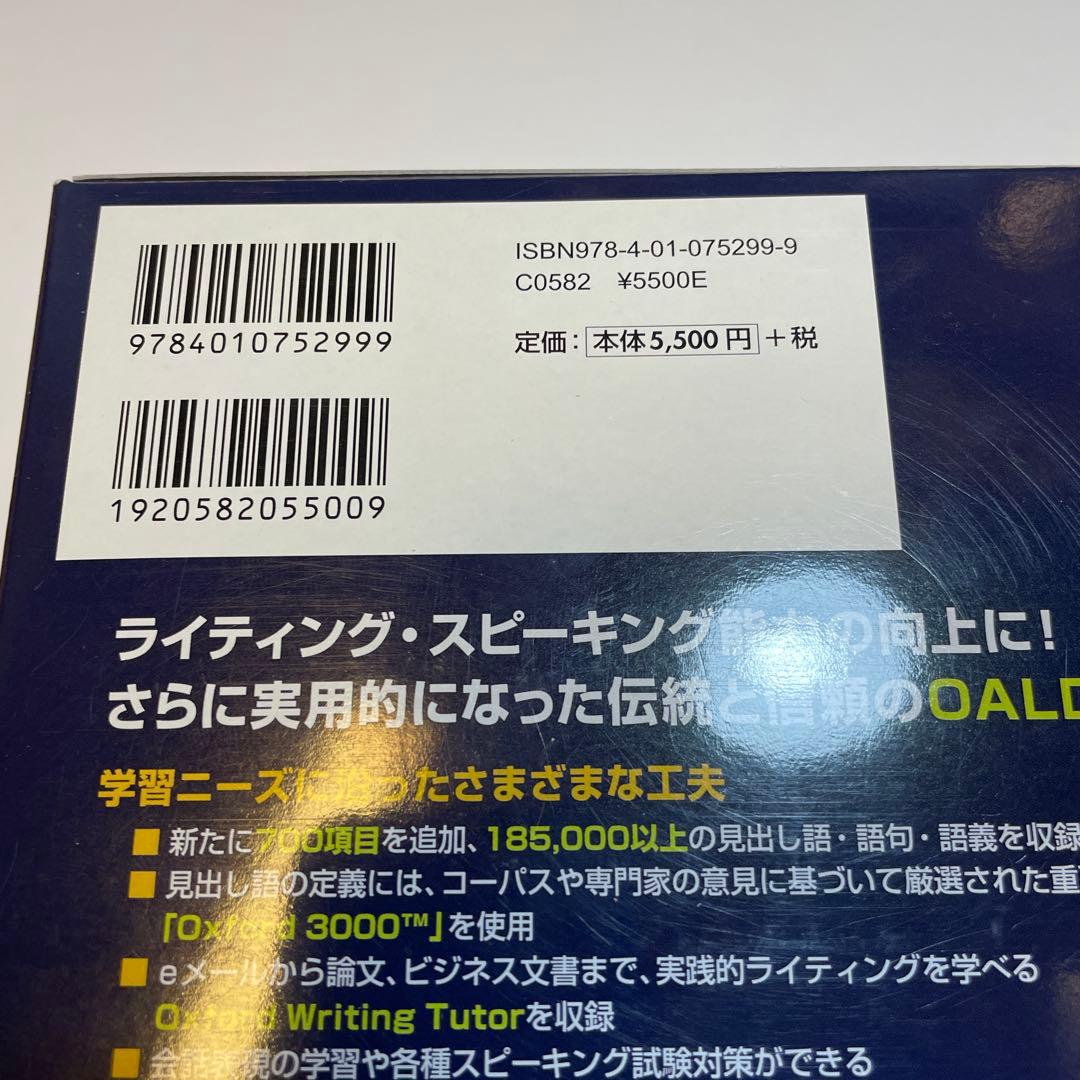 ISBN978-4-01-075299-9
C0582 ¥5500E
定価：本体5,500円＋税
9784010752999
1920582055009
ライティング・スピーキング能力の向上に！
さらに実用的になった伝統と信頼のOALD
学習ニーズに沿ったさまざまな工夫
■ 新たに700項目を追加、185,000以上の見出し語・語句・語義を収録
■ 見出し語の定義には、コーパスや専門家の意見に基づいて厳選された重
「Oxford 3000™」を使用
■ eメールから論文、ビジネス文書まで、実践的ライティングを学べる
Oxford Writing Tutorを収録
■ 会話表現の学習や各種スピーキング試験対策ができる